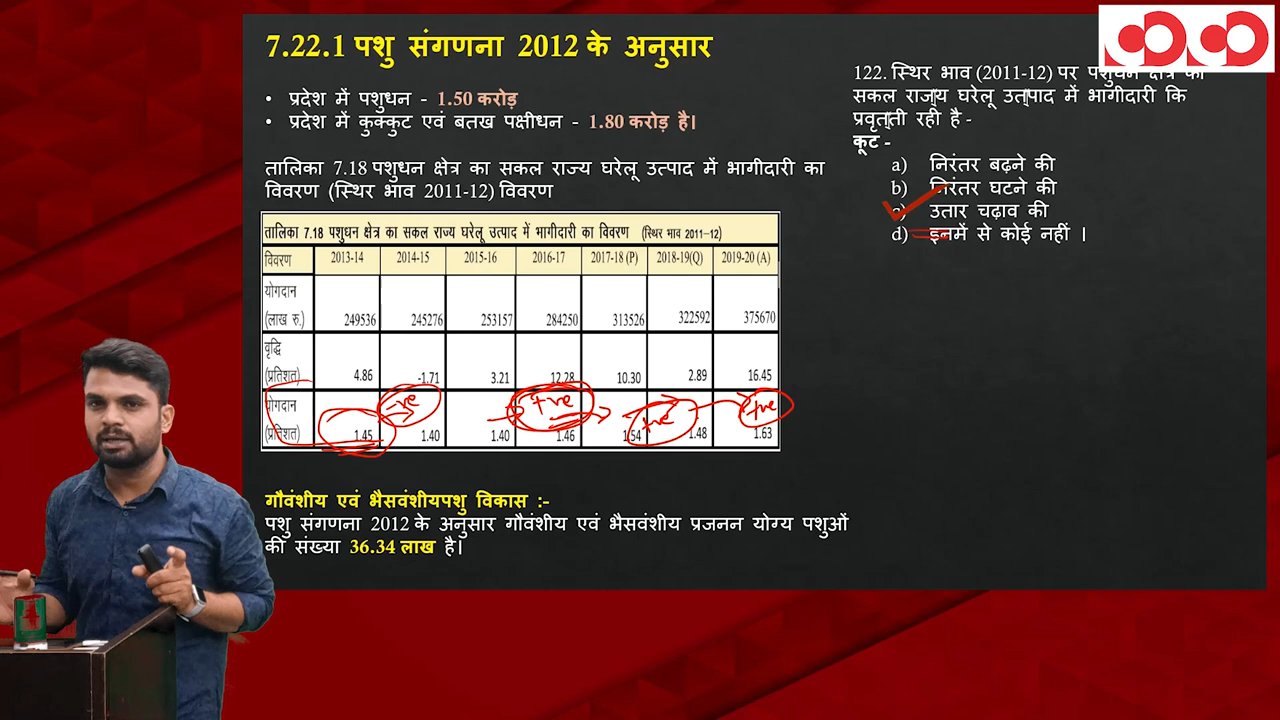 7.22.1 पशु संगणना 2012 के अनुसार
• प्रदेश में पशुधन - 1.50 करोड़
• प्रदेश में कुक्कुट एवं बतख पक्षीधन - 1.80 करोड़ है।
तालिका 7.18 पशुधन क्षेत्र का सकल राज्य घरेलू उत्पाद में भागीदारी का
विवरण (स्थिर भाव 2011-12) विवरण
तालिका 7.18 पशुधन क्षेत्र का सकल राज्य घरेलू उत्पाद में भागीदारी का विवरण (स्थिर भाव 2011-12)
विवरण 2013-14 2014-15 2015-16 2016-17 2017-18 (P) 2018-19(Q) 2019-20 (A)
योगदान
(लाख रु.) 249536 245276 253157 284250 313526 322592 375670
वृद्धि
(प्रतिशत) 4.86 -1.71 3.21 12.28 10.30 2.89 16.45
योगदान -ve +ve +ve +ve
(प्रतिशत) 1.45 1.40 1.40 1.46 1.54 1.48 1.63
गौवंशीय एवं भैसवंशीयपशु विकास :-
पशु संगणना 2012 के अनुसार गौवंशीय एवं भैसवंशीय प्रजनन योग्य पशुओं
की संख्या 36.34 लाख है।
122. स्थिर भाव (2011-12) पर पशुधन क्षेत्र का
सकल राज्य घरेलू उत्पाद में भागीदारी कि
प्रवृत्ती रही है -
कूट -
a) निरंतर बढ़ने की
b) निरंतर घटने की
c) उतार चढ़ाव की
d) इनमें से कोई नहीं ।